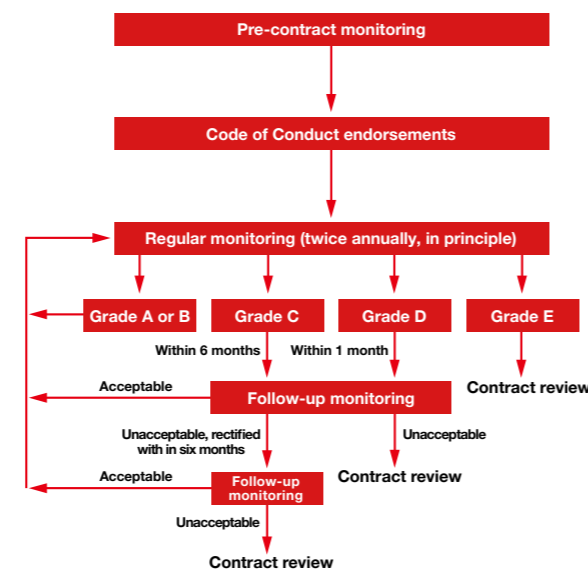 Pre-contract monitoring
Code of Conduct endorsements
Regular monitoring (twice annually, in principle)
Grade A or B
Grade C
Grade D
Grade E
Within 6 months
Within 1 month
Contract review
Acceptable
Follow-up monitoring
Unacceptable, rectified
with in six months
Unacceptable
Contract review
Acceptable
Follow-up
monitoring
Unacceptable
Contract review